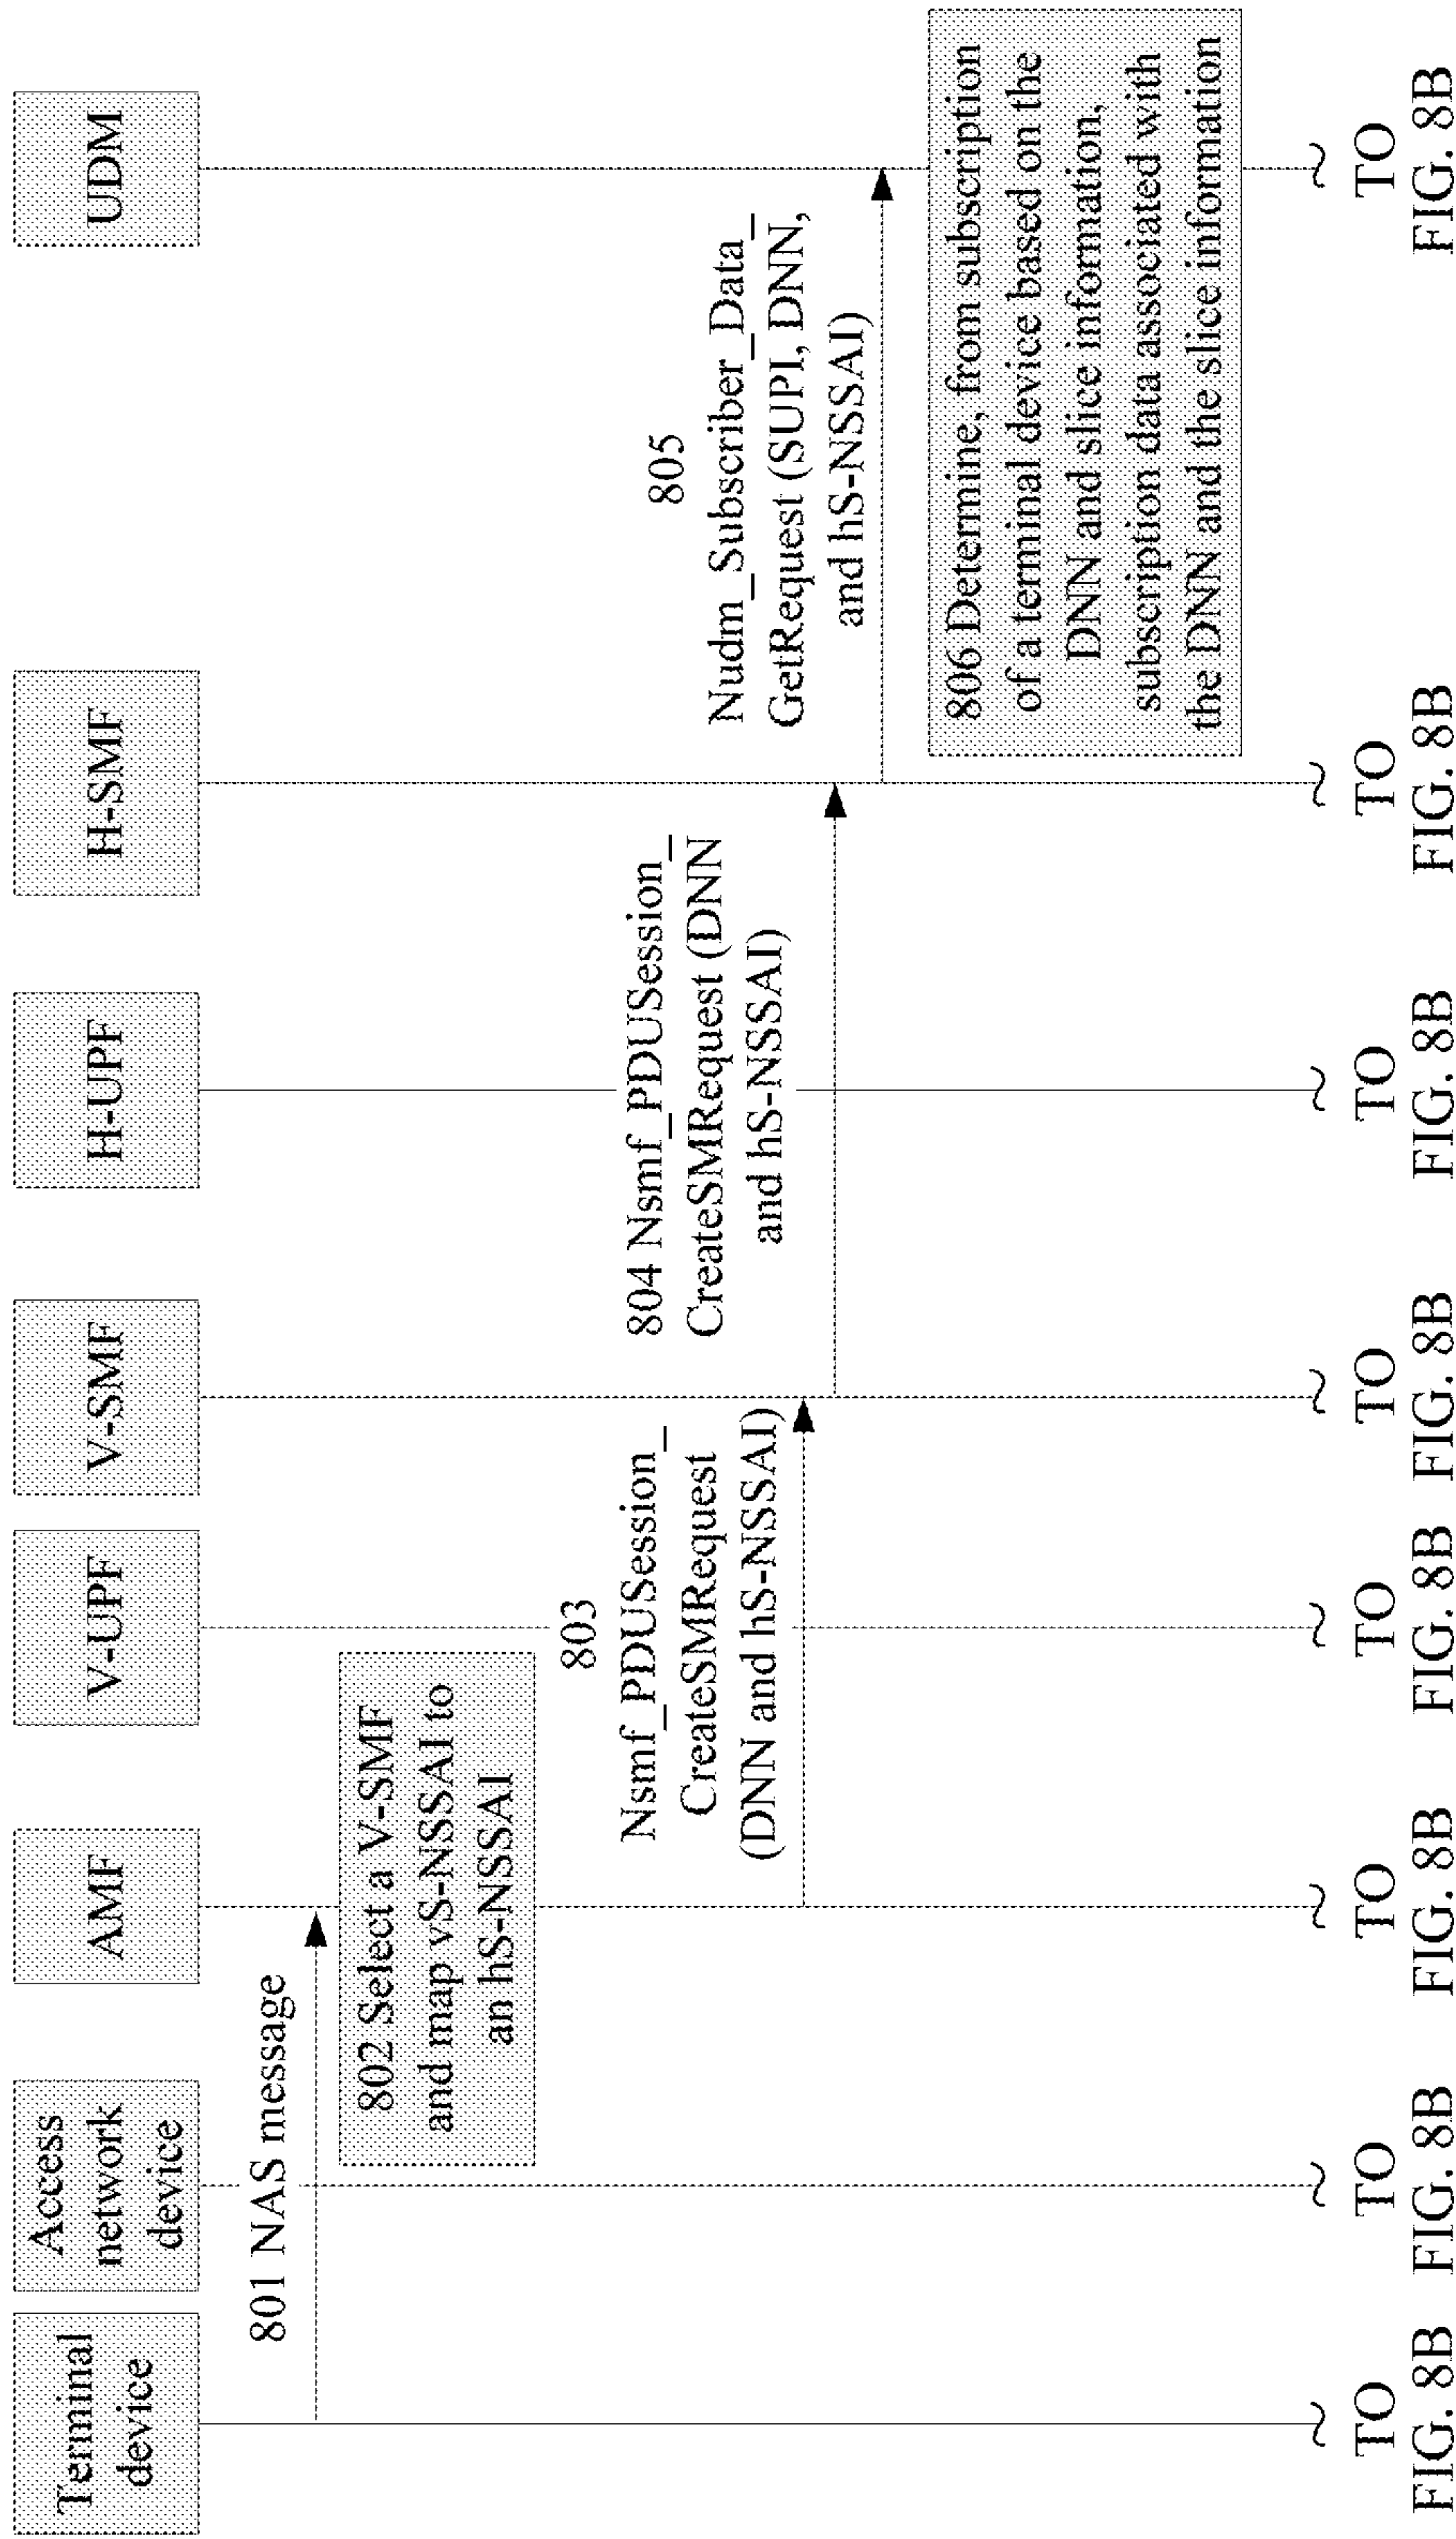 Terminal
device
Access
network
device
AMF
V-UPF
V-SMF
H-UPF
H-SMF
UDM
801 NAS message
802 Select a V-SMF
and map vS-NSSAI to
an hS-NSSAI
803
Nsmf_PDUSession_
CreateSMRequest
(DNN and hS-NSSAI)
804 Nsmf_PDUSession_
CreateSMRequest (DNN
and hS-NSSAI)
805
Nudm_Subscriber_Data_
GetRequest (SUPI, DNN,
and hS-NSSAI)
806 Determine, from subscription
of a terminal device based on the
DNN and slice information,
subscription data associated with
the DNN and the slice information
TO
FIG. 8B
TO
FIG. 8B
TO
FIG. 8B
TO
FIG. 8B
TO
FIG. 8B
TO
FIG. 8B
TO
FIG. 8B
TO
FIG. 8B